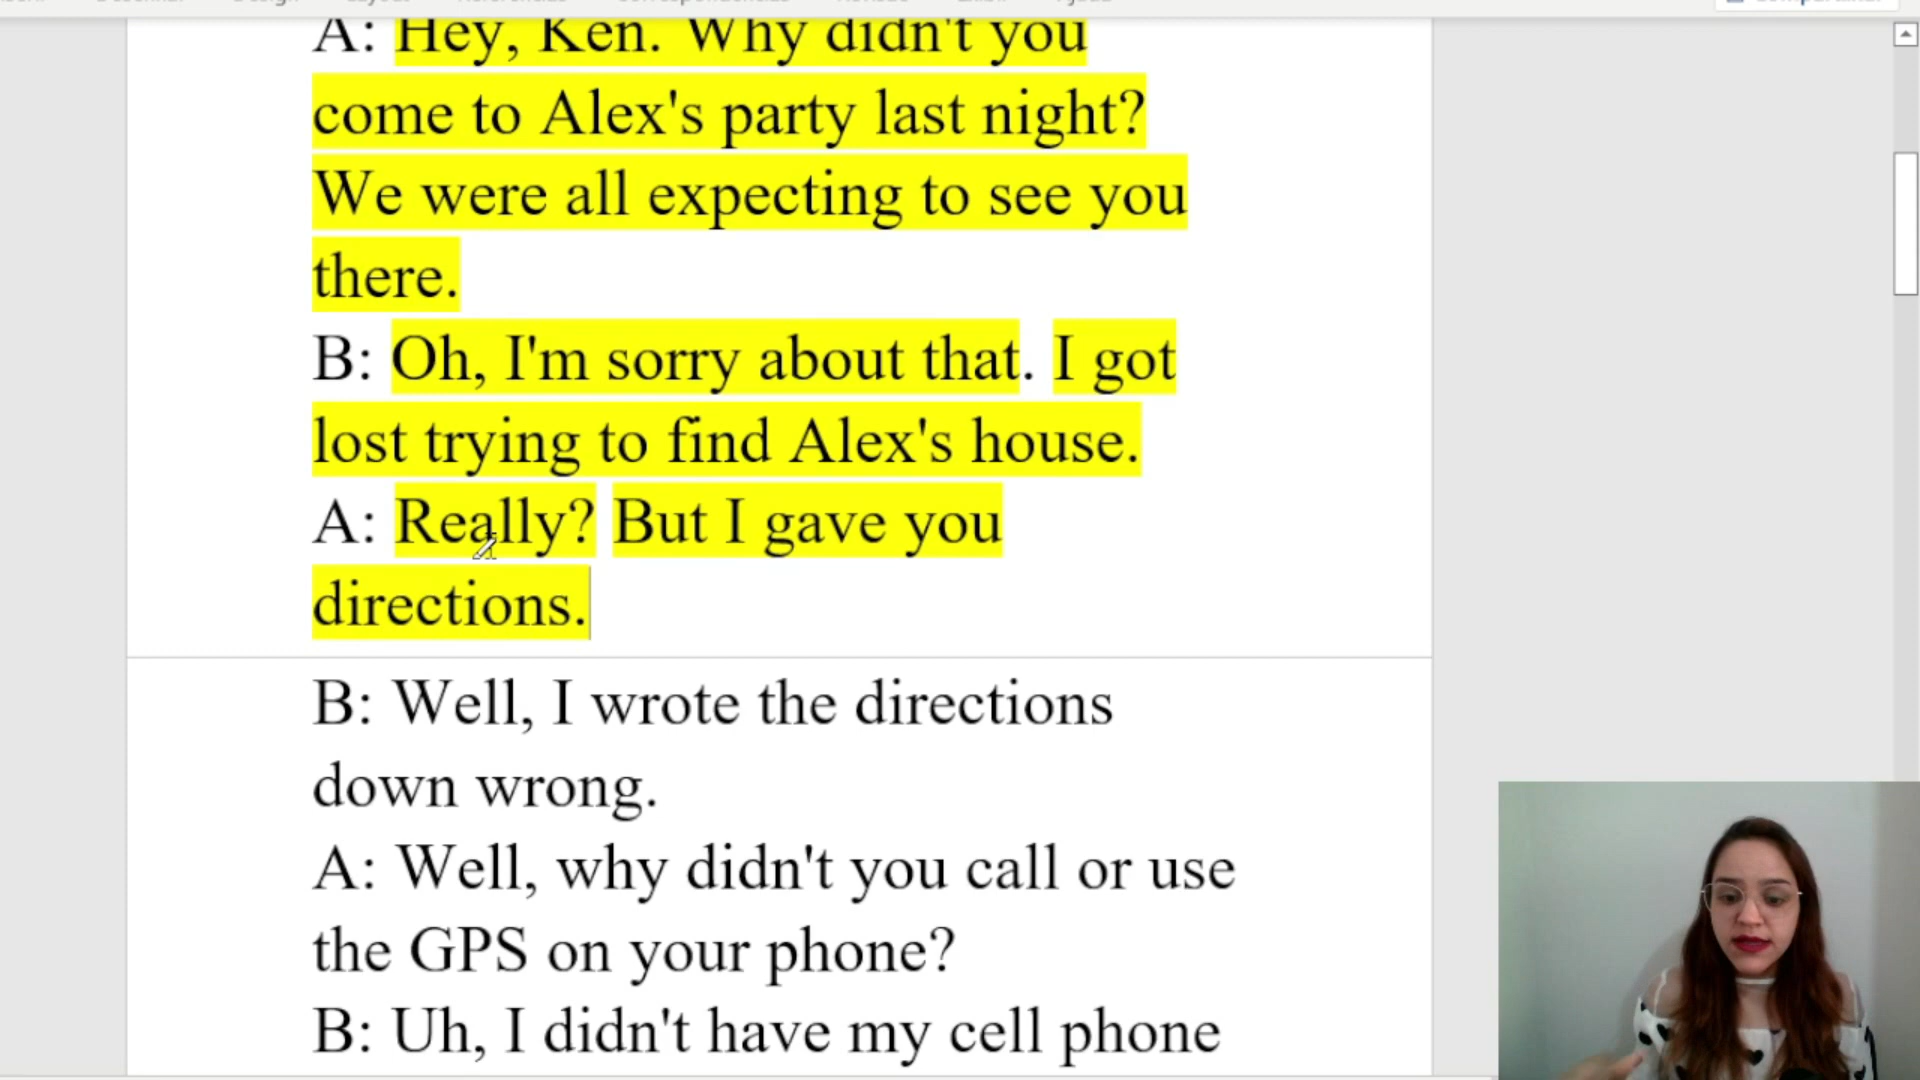 A: Hey, Ken. Why didn't you
come to Alex's party last night?
We were all expecting to see you
there.
B: Oh, I'm sorry about that. I got
lost trying to find Alex's house.
A: Really? But I gave you
directions.
B: Well, I wrote the directions
down wrong.
A: Well, why didn't you call or use
the GPS on your phone?
B: Uh, I didn't have my cell phone